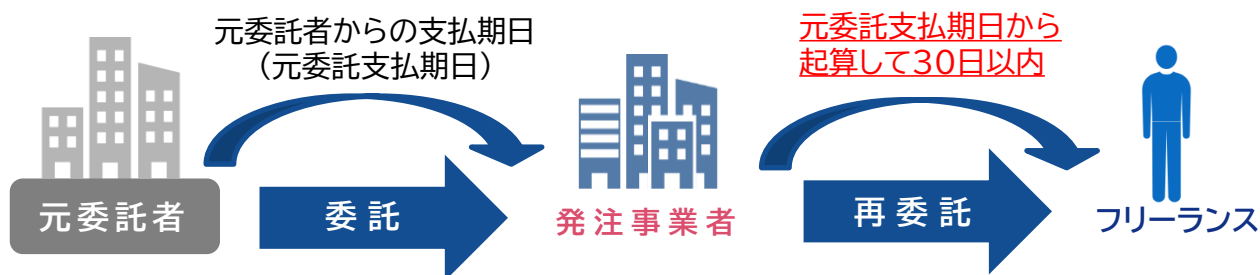 元委託者からの支払期日
（元委託支払期日）
元委託支払期日から
起算して30日以内
元委託者
委託
発注事業者
再委託
フリーランス